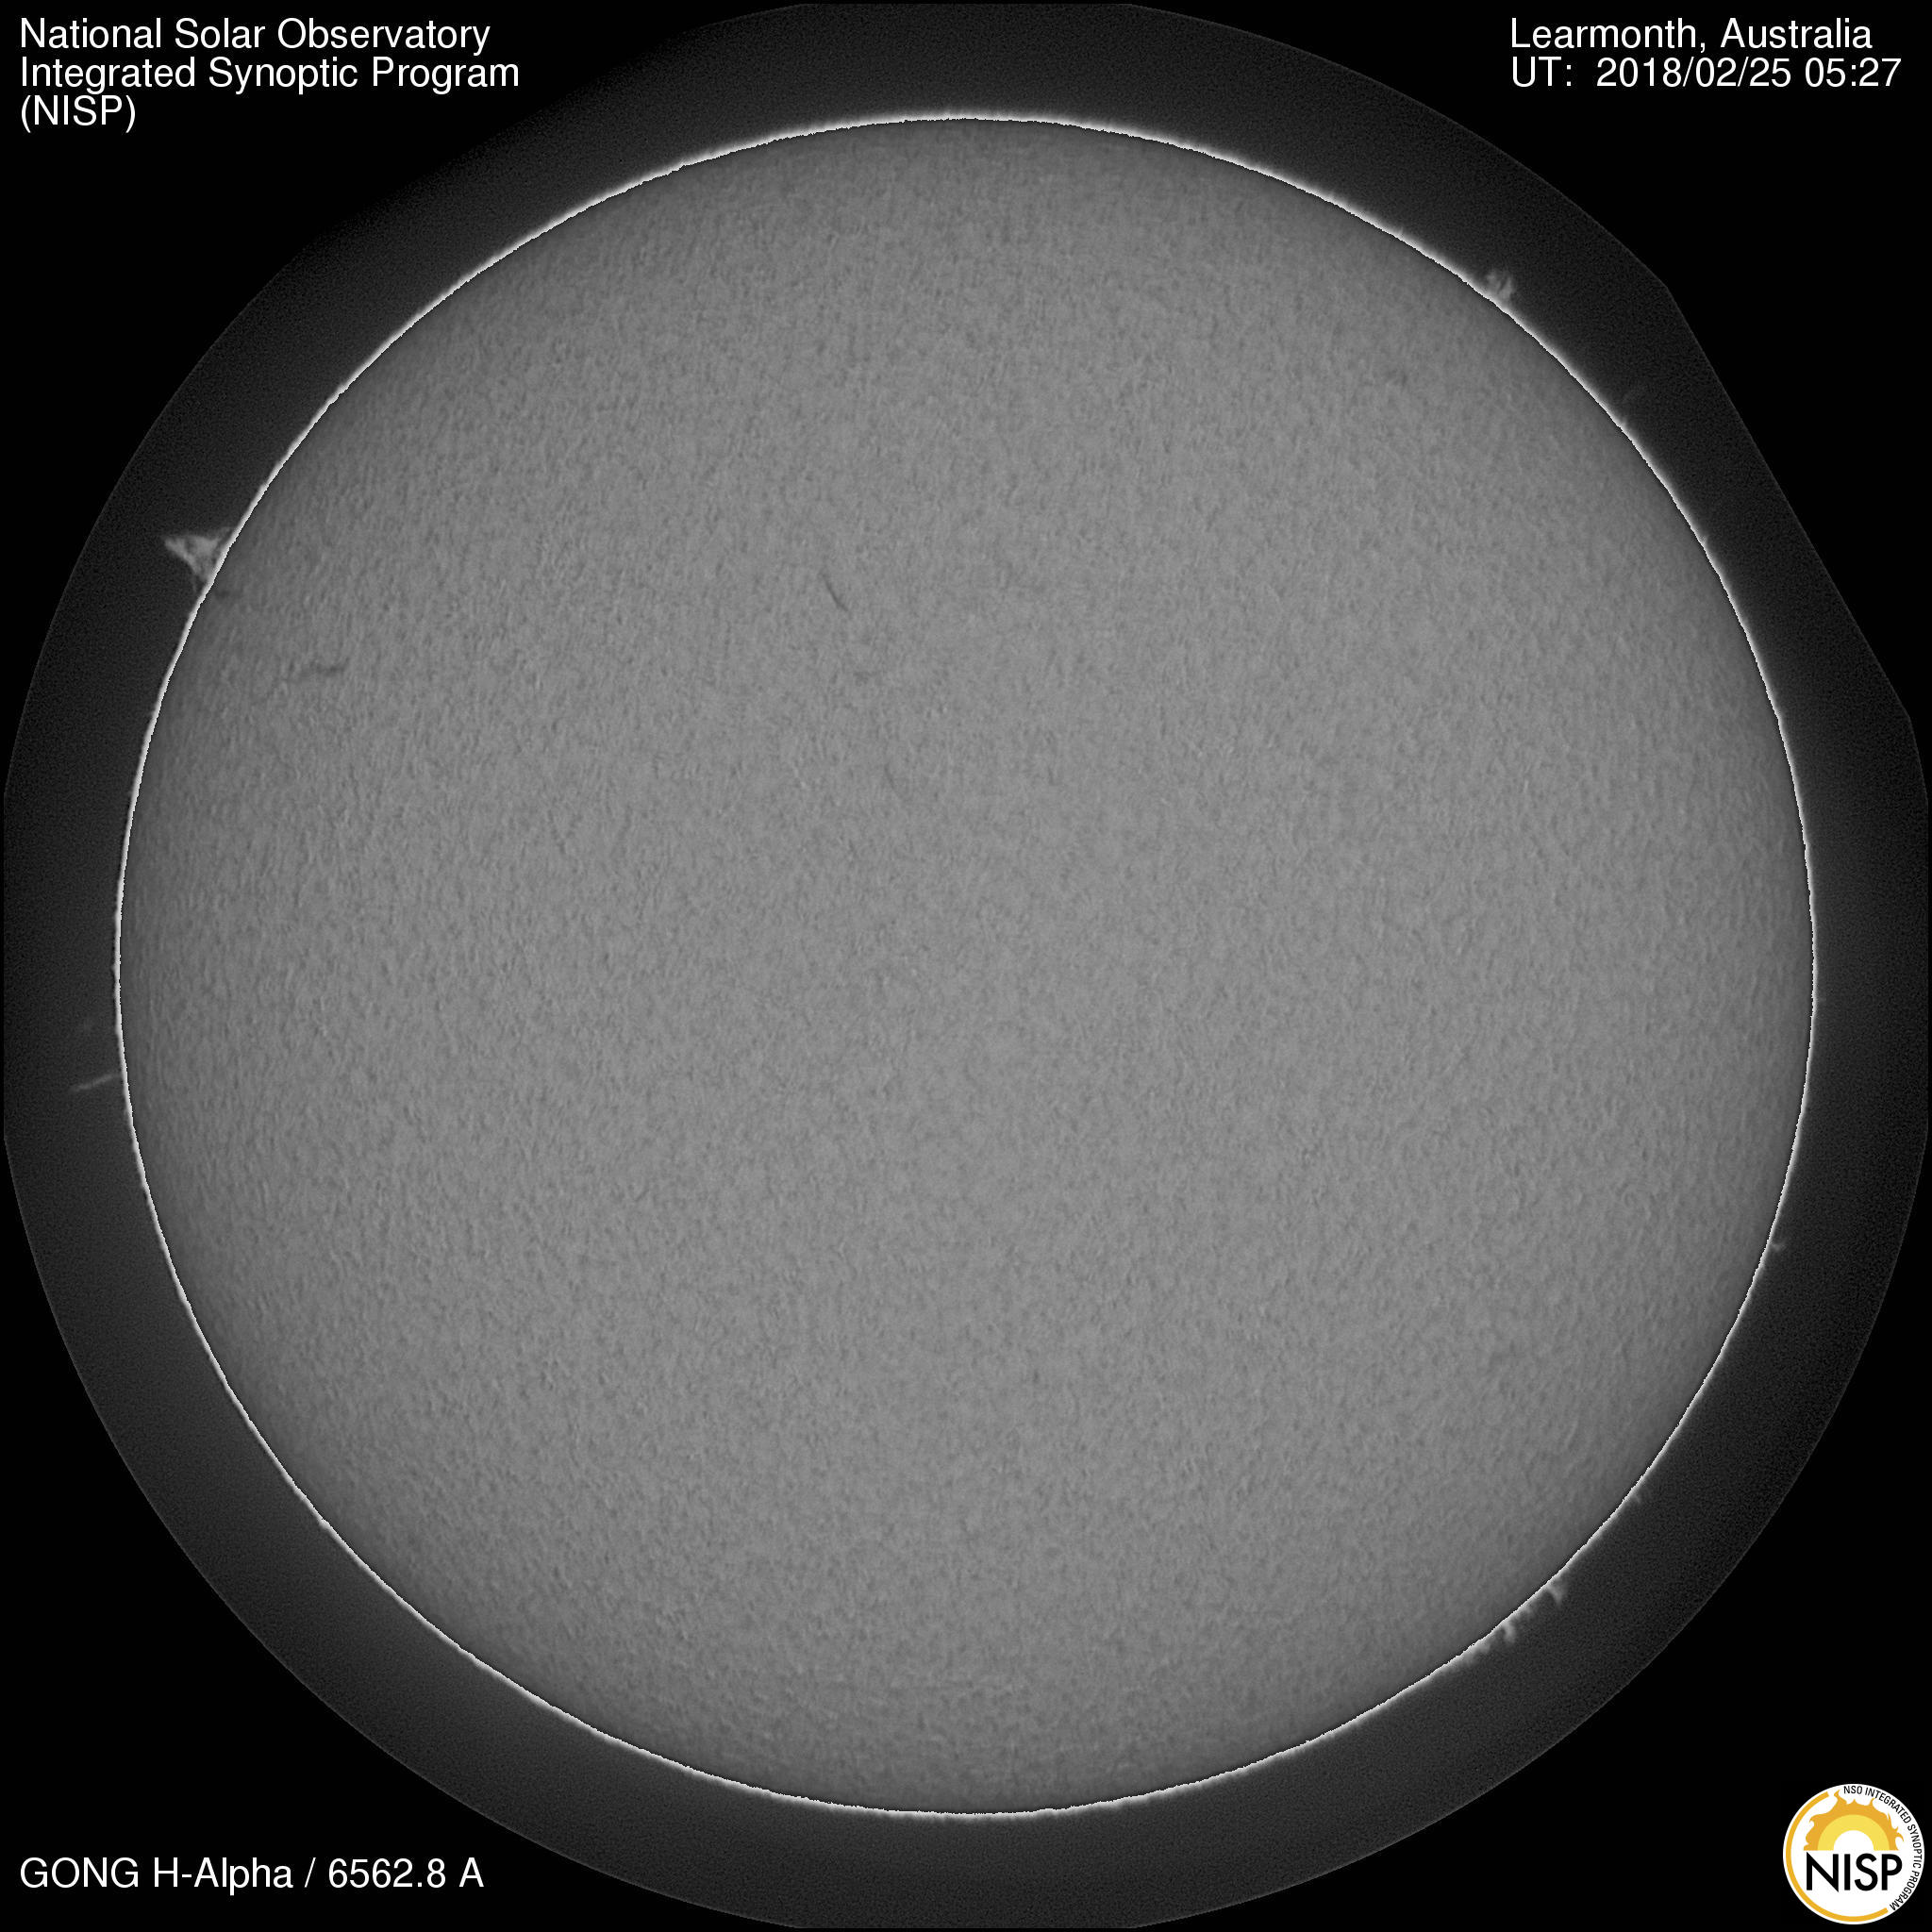 National Solar Observatory
Integrated Synoptic Program
(NISP)
Learmonth, Australia
UT: 2018/02/25 05:27
GONG H-Alpha / 6562.8 A
NSO INTEGRATED SYNOPTIC PROGRAM
NISP